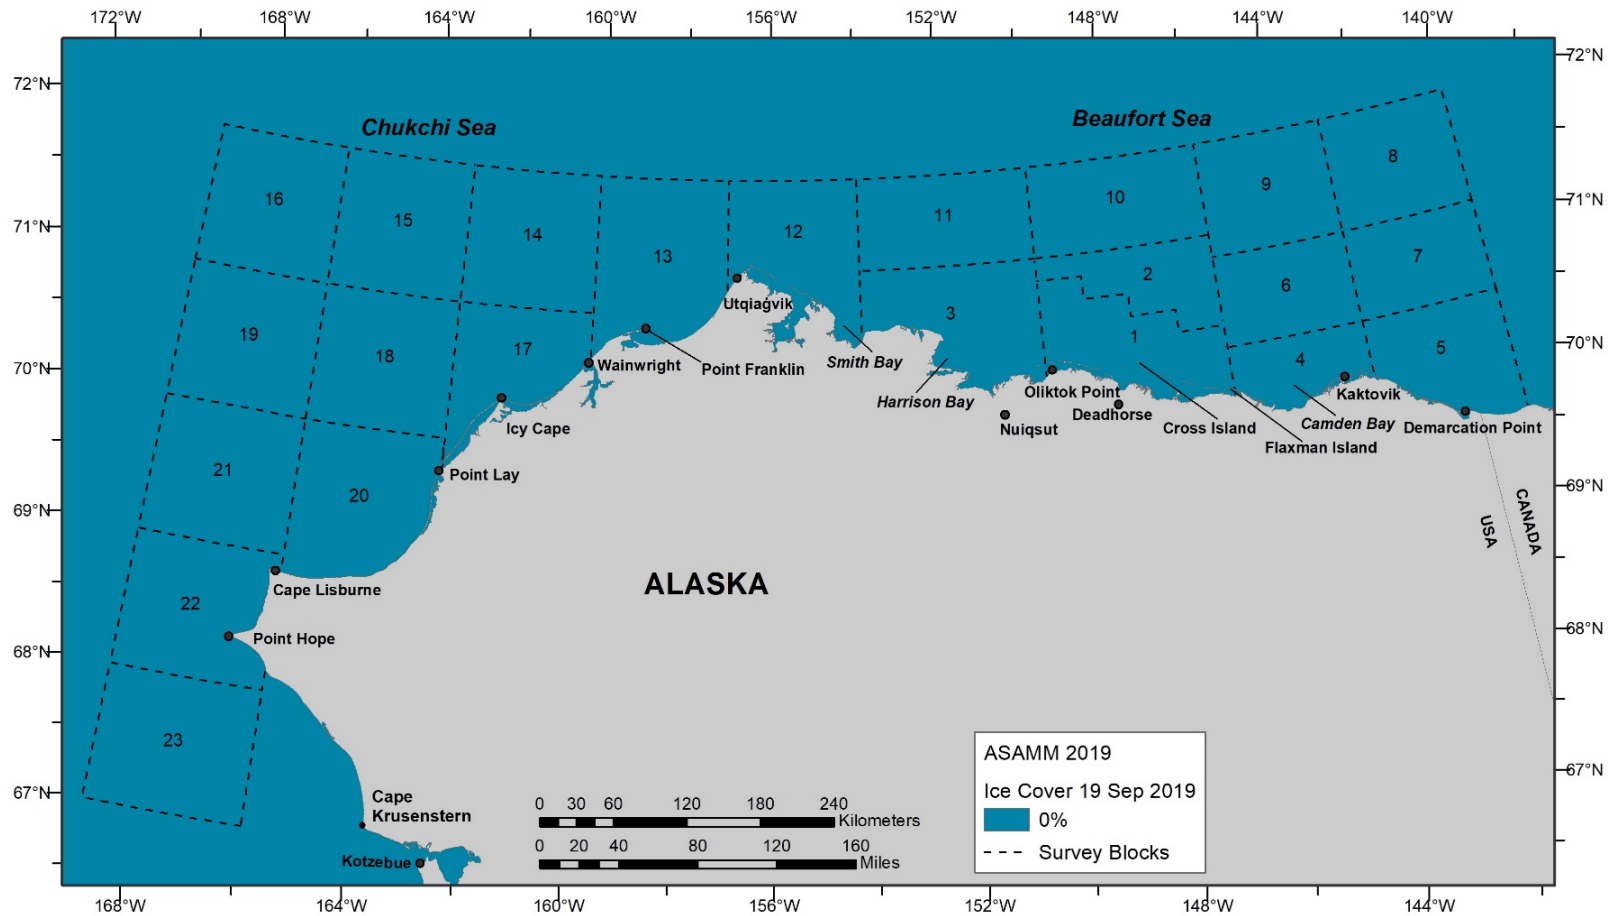 172°W 168°W 164°W 160°W 156°W 152°W 148°W 144°W 140°W
72°N
72°N
Chukchi Sea
Beaufort Sea
8
9
16
15
10
71°N
71°N
11
14
12
13
7
2
6
Utqiaġvik
3
19
1
70°N
17
18
5
4
70°N
Wainwright
Point Franklin
Smith Bay
Harrison Bay
Oliktok Point
Kaktovik
Deadhorse
Nuiqsut
Cross Island
Camden Bay
Demarcation Point
Flaxman Island
Icy Cape
21
Point Lay
20
69°N
69°N
USA
CANADA
ALASKA
Cape Lisburne
22
Point Hope
68°N
68°N
23
67°N
67°N
Cape
Krusenstern
Kotzebue
0 30 60 120 180 240
Kilometers
0 20 40 80 120 160
Miles
ASAMM 2019
Ice Cover 19 Sep 2019
0%
Survey Blocks
168°W 164°W 160°W 156°W 152°W 148°W 144°W